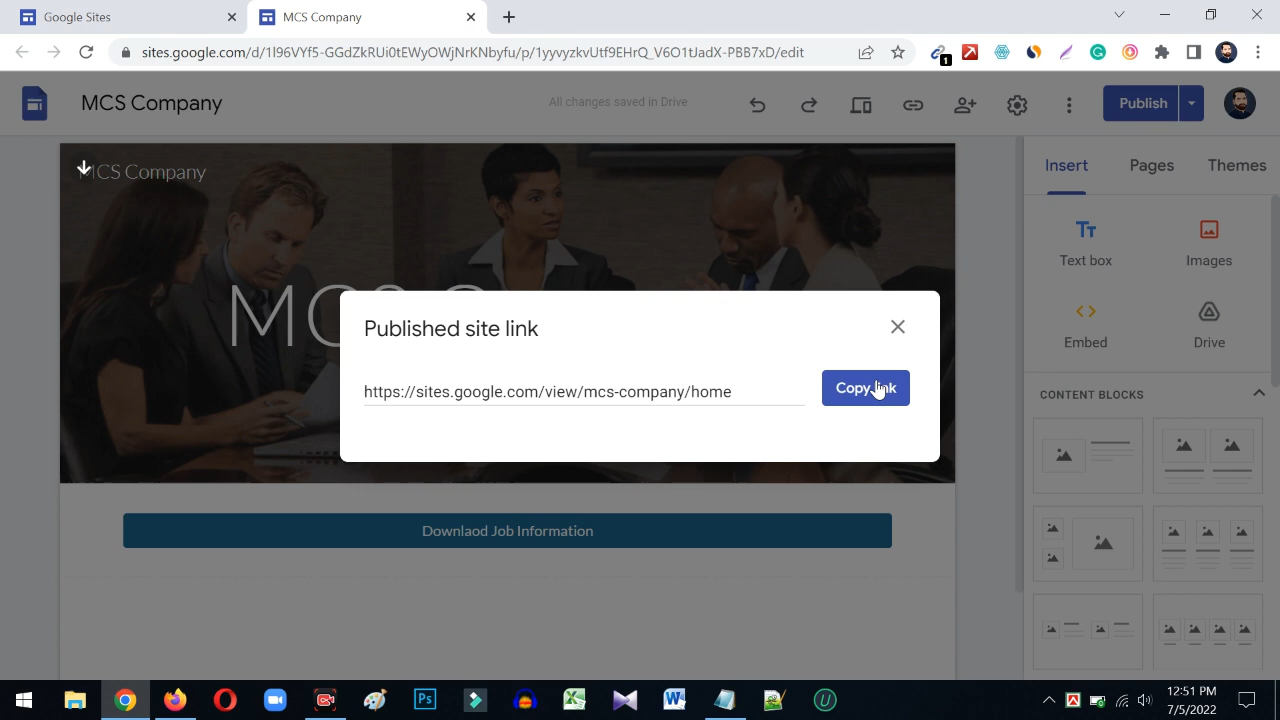 Google Sites
MCS Company
sites.google.com/d/1l96VYf5-GGdZkRUi0tEWyOWjNrKNbyfu/p/1yyvyzkvUtf9EHrQ_V6O1tJadX-PBB7xD/edit
1
MCS Company
All changes saved in Drive
Publish
MCS Company
MCS C
Insert
Pages
Themes
Text box
Images
Embed
Drive
CONTENT BLOCKS
Published site link
https://sites.google.com/view/mcs-company/home
Copy link
Downlaod Job Information
12:51 PM
7/5/2022